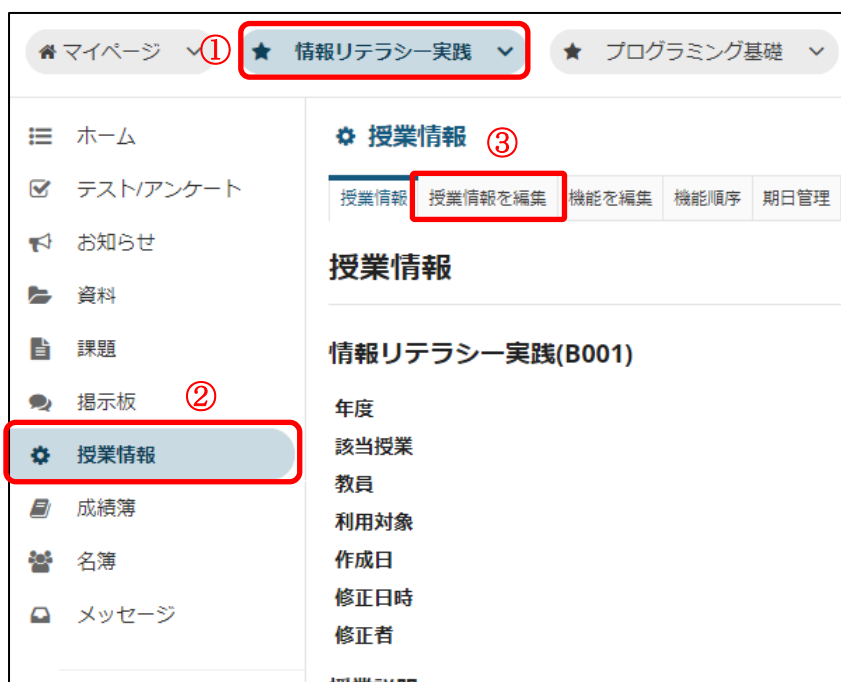 マイページ ① 情報リテラシー実践 プログラミング基礎
ホーム
テスト/アンケート
お知らせ
資料
課題
掲示板 ②
授業情報
成績簿
名簿
メッセージ
授業情報 ③
授業情報 授業情報を編集 機能を編集 機能順序 期日管理
授業情報
情報リテラシー実践(B001)
年度
該当授業
教員
利用対象
作成日
修正日時
修正者